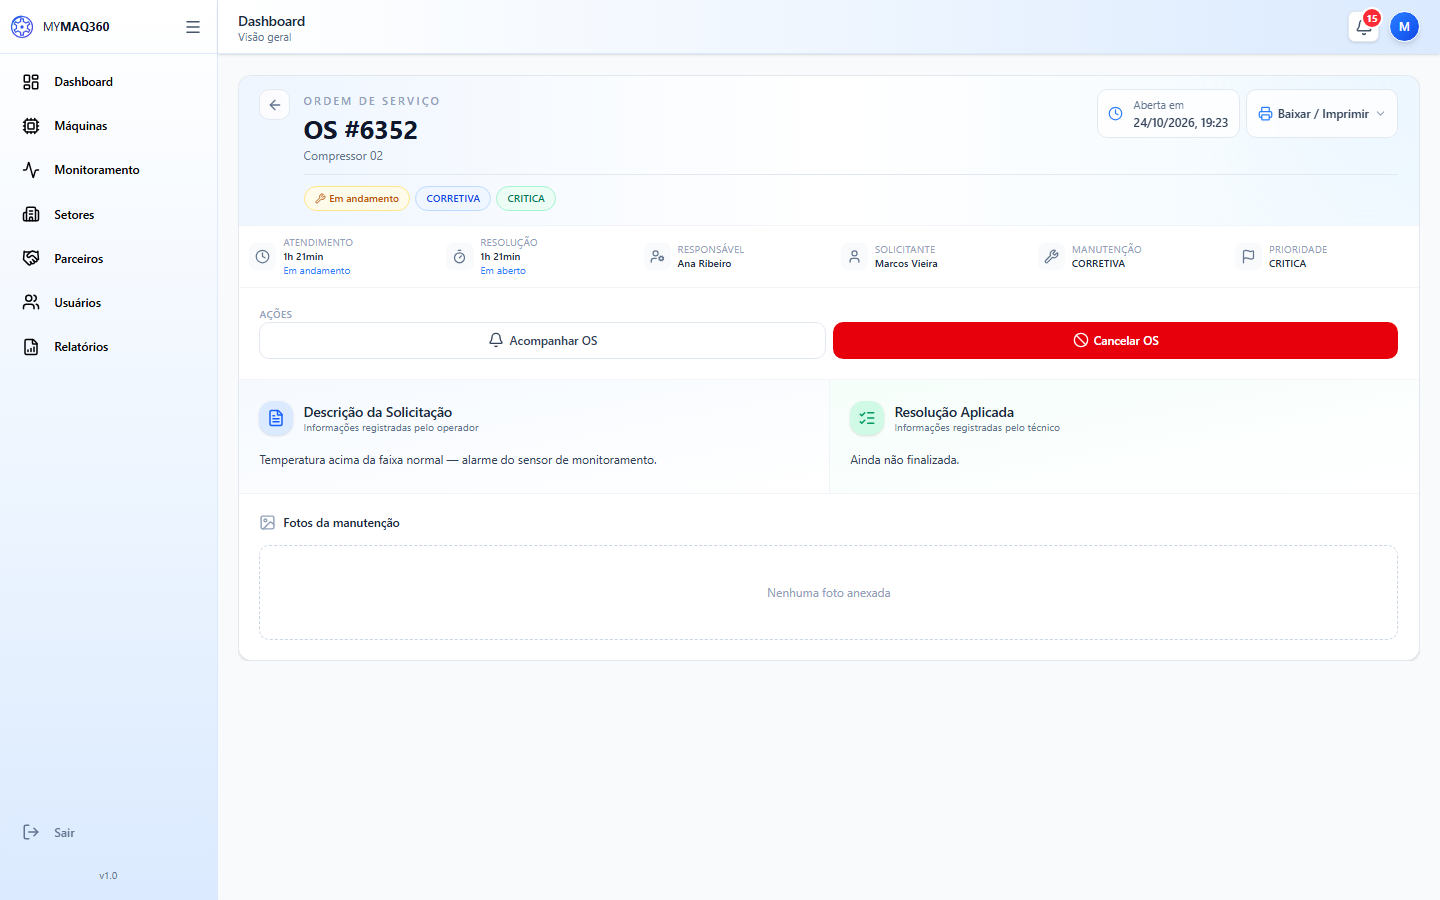 MYMAQ360
Dashboard
Máquinas
Monitoramento
Setores
Parceiros
Usuários
Relatórios
Sair
v1.0
Dashboard
Visão geral
15
M
ORDEM DE SERVIÇO
OS #6352
Compressor 02
Aberta em
24/10/2026, 19:23
Baixar / Imprimir
Em andamento
CORRETIVA
CRITICA
ATENDIMENTO
1h 21min
Em andamento
RESOLUÇÃO
1h 21min
Em aberto
RESPONSÁVEL
Ana Ribeiro
SOLICITANTE
Marcos Vieira
MANUTENÇÃO
CORRETIVA
PRIORIDADE
CRITICA
AÇÕES
Acompanhar OS
Cancelar OS
Descrição da Solicitação
Informações registradas pelo operador
Temperatura acima da faixa normal — alarme do sensor de monitoramento.
Resolução Aplicada
Informações registradas pelo técnico
Ainda não finalizada.
Fotos da manutenção
Nenhuma foto anexada